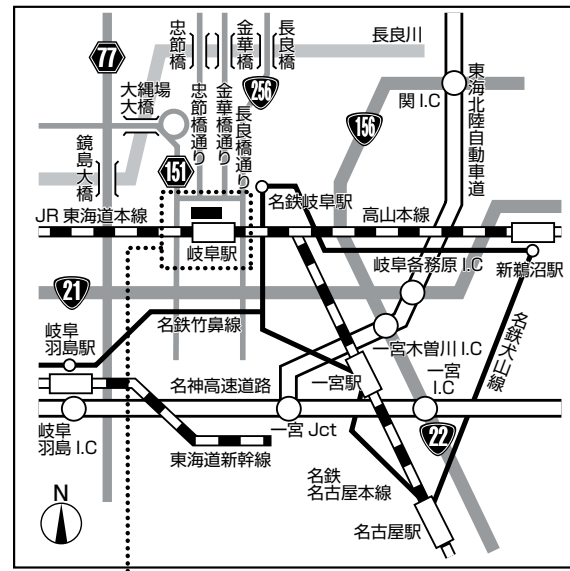 忠節橋
金華橋
長良橋
長良川
77
256
大縄場
大橋
忠節橋通り
金華橋通り
長良橋通り
関 I.C
東海北陸自動車道
156
鏡島大橋
151
名鉄岐阜駅
JR 東海道本線
高山本線
岐阜駅
新鵜沼駅
岐阜各務原 I.C
21
名鉄竹鼻線
一宮木曽川 I.C
名鉄犬山線
岐阜
羽島駅
一宮駅
一宮
I.C
名神高速道路
岐阜
羽島 I.C
一宮 Jct
22
東海道新幹線
名鉄
名古屋本線
N
名古屋駅